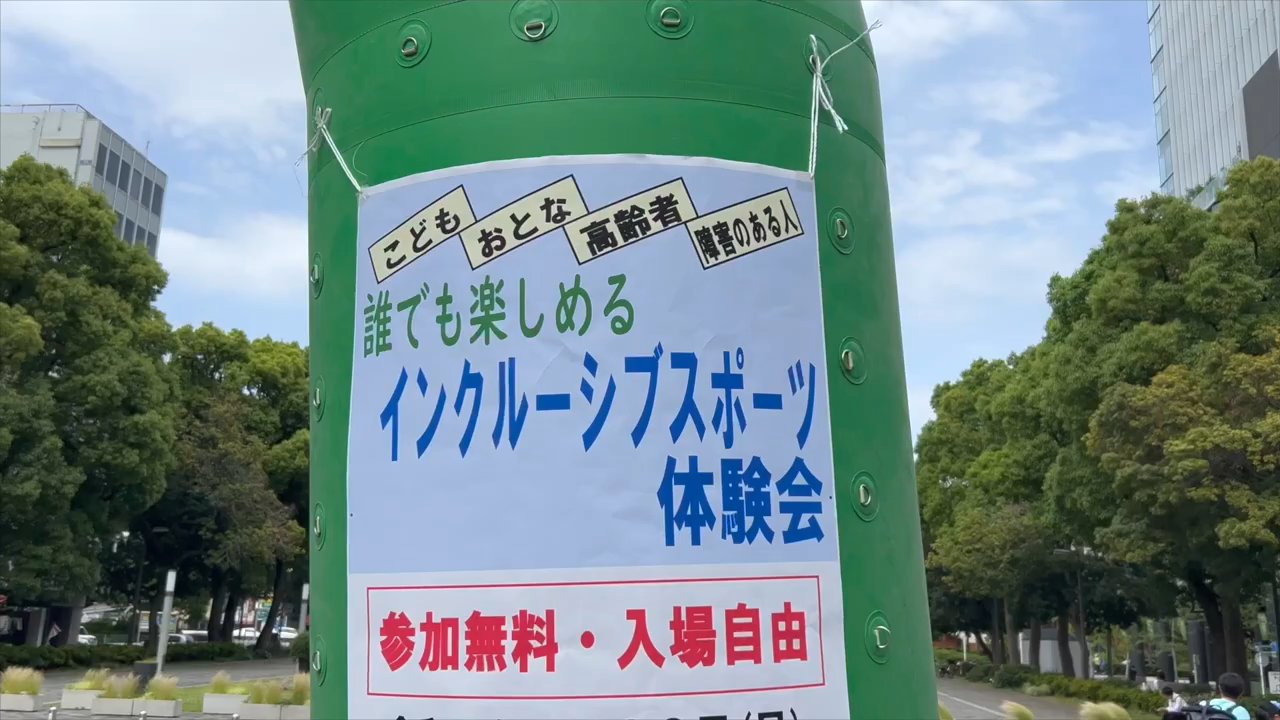 こども おとな 高齢者 障害のある人
誰でも楽しめる
インクルーシブスポーツ
体験会
参加無料・入場自由